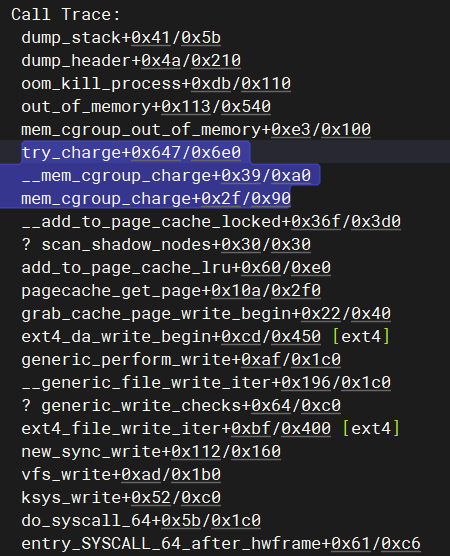 Call Trace:
dump_stack+0x41/0x5b
dump_header+0x4a/0x210
oom_kill_process+0xdb/0x110
out_of_memory+0x113/0x540
mem_cgroup_out_of_memory+0xe3/0x100
try_charge+0x647/0x6e0
__mem_cgroup_charge+0x39/0xa0
mem_cgroup_charge+0x2f/0x90
__add_to_page_cache_locked+0x36f/0x3d0
? scan_shadow_nodes+0x30/0x30
add_to_page_cache_lru+0x60/0xe0
pagecache_get_page+0x10a/0x2f0
grab_cache_page_write_begin+0x22/0x40
ext4_da_write_begin+0xcd/0x450 [ext4]
generic_perform_write+0xaf/0x1c0
__generic_file_write_iter+0x196/0x1c0
? generic_write_checks+0x64/0xc0
ext4_file_write_iter+0xbf/0x400 [ext4]
new_sync_write+0x112/0x160
vfs_write+0xad/0x1b0
ksys_write+0x52/0xc0
do_syscall_64+0x5b/0x1c0
entry_SYSCALL_64_after_hwframe+0x61/0xc6